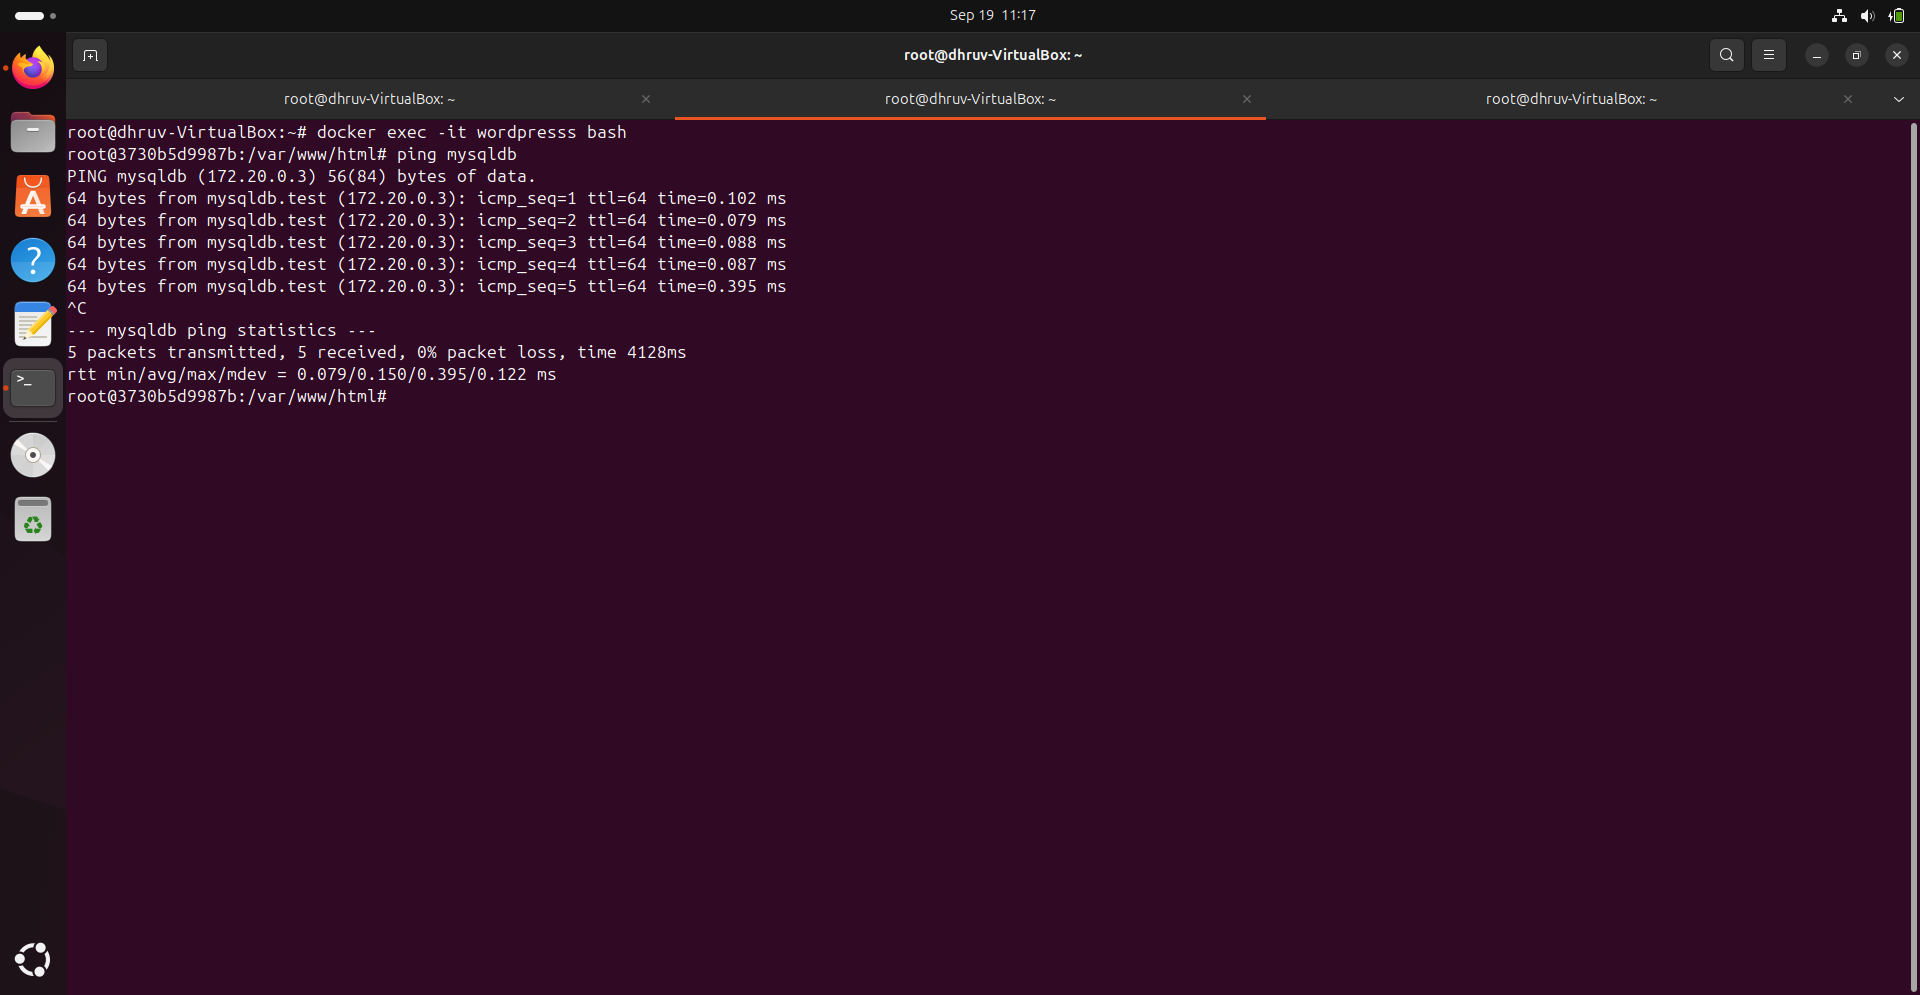 Sep 19 11:17
root@dhruv-VirtualBox: ~
root@dhruv-VirtualBox: ~
root@dhruv-VirtualBox: ~
root@dhruv-VirtualBox: ~
root@dhruv-VirtualBox:~# docker exec -it wordpresss bash
root@3730b5d9987b:/var/www/html# ping mysqldb
PING mysqldb (172.20.0.3) 56(84) bytes of data.
64 bytes from mysqldb.test (172.20.0.3): icmp_seq=1 ttl=64 time=0.102 ms
64 bytes from mysqldb.test (172.20.0.3): icmp_seq=2 ttl=64 time=0.079 ms
64 bytes from mysqldb.test (172.20.0.3): icmp_seq=3 ttl=64 time=0.088 ms
64 bytes from mysqldb.test (172.20.0.3): icmp_seq=4 ttl=64 time=0.087 ms
64 bytes from mysqldb.test (172.20.0.3): icmp_seq=5 ttl=64 time=0.395 ms
^C
--- mysqldb ping statistics ---
5 packets transmitted, 5 received, 0% packet loss, time 4128ms
rtt min/avg/max/mdev = 0.079/0.150/0.395/0.122 ms
root@3730b5d9987b:/var/www/html#